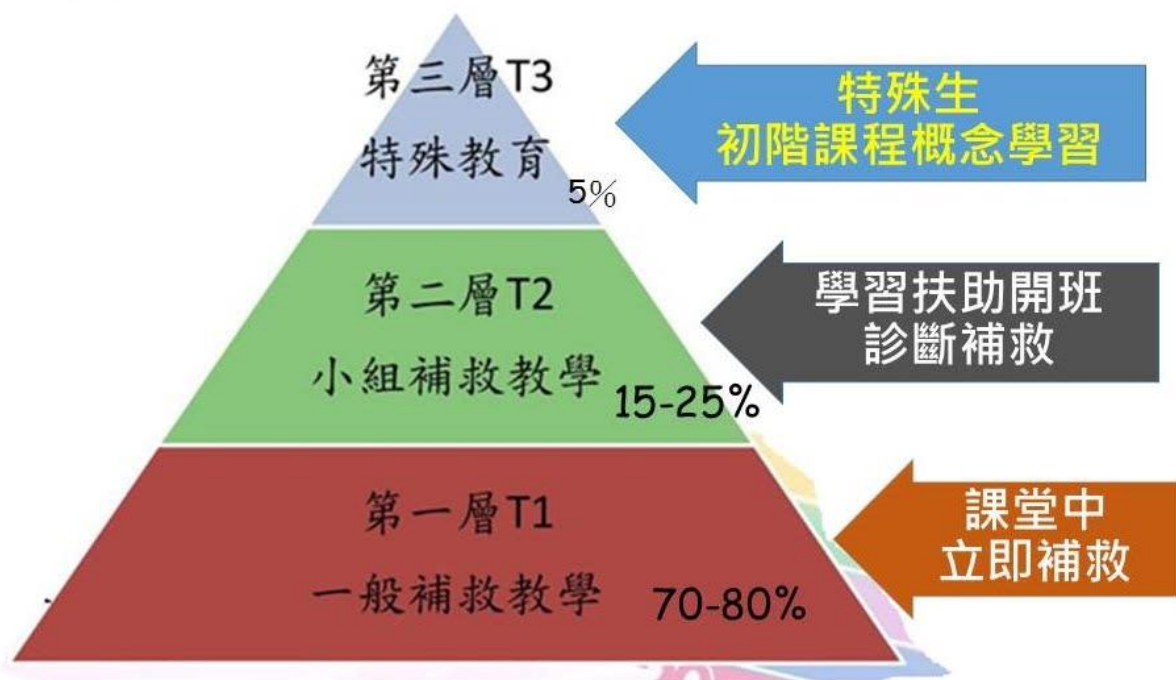 第三層T3
特殊教育
5%
特殊生
初階課程概念學習
第二層T2
小組補救教學
15-25%
學習扶助開班
診斷補救
第一層T1
一般補救教學
70-80%
課堂中
立即補救